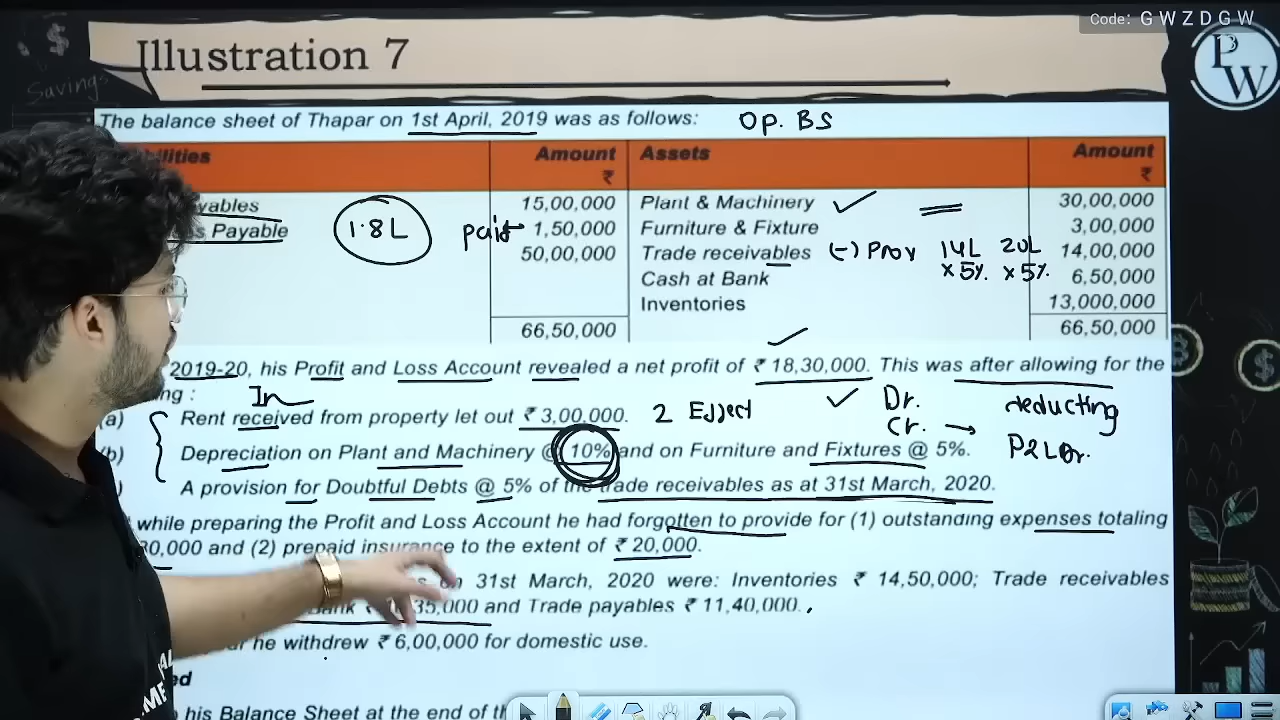 Code: G W Z D G W
Savings
Illustration 7
PW
The balance sheet of Thapar on 1st April, 2019 was as follows: Op. BS
Amount ₹ Assets Amount ₹
15,00,000 Plant & Machinery 30,00,000
Payable 1.8L paid 1,50,000 Furniture & Fixture 3,00,000
50,00,000 Trade receivables (-) Prov 14L x 5% 20L x 5% 14,00,000
Cash at Bank 6,50,000
Inventories 13,000,000
66,50,000 66,50,000
2019-20, his Profit and Loss Account revealed a net profit of ₹ 18,30,000. This was after allowing for the
In deducting
(a) Rent received from property let out ₹ 3,00,000. 2 Effect Dr. Cr.
Depreciation on Plant and Machinery @ 10% and on Furniture and Fixtures @ 5%. P&L Dr.
A provision for Doubtful Debts @ 5% of the trade receivables as at 31st March, 2020.
while preparing the Profit and Loss Account he had forgotten to provide for (1) outstanding expenses totaling
and (2) prepaid insurance to the extent of ₹ 20,000.
31st March, 2020 were: Inventories ₹ 14,50,000; Trade receivables
35,000 and Trade payables ₹ 11,40,000.
he withdrew ₹ 6,00,000 for domestic use.
his Balance Sheet at the end of